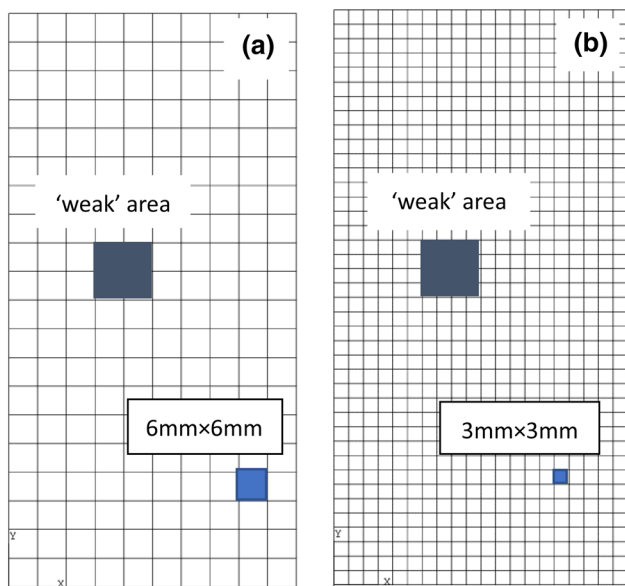 (a)
‘weak’ area
6mm×6mm
Y
X
(b)
‘weak’ area
3mm×3mm
Y
X